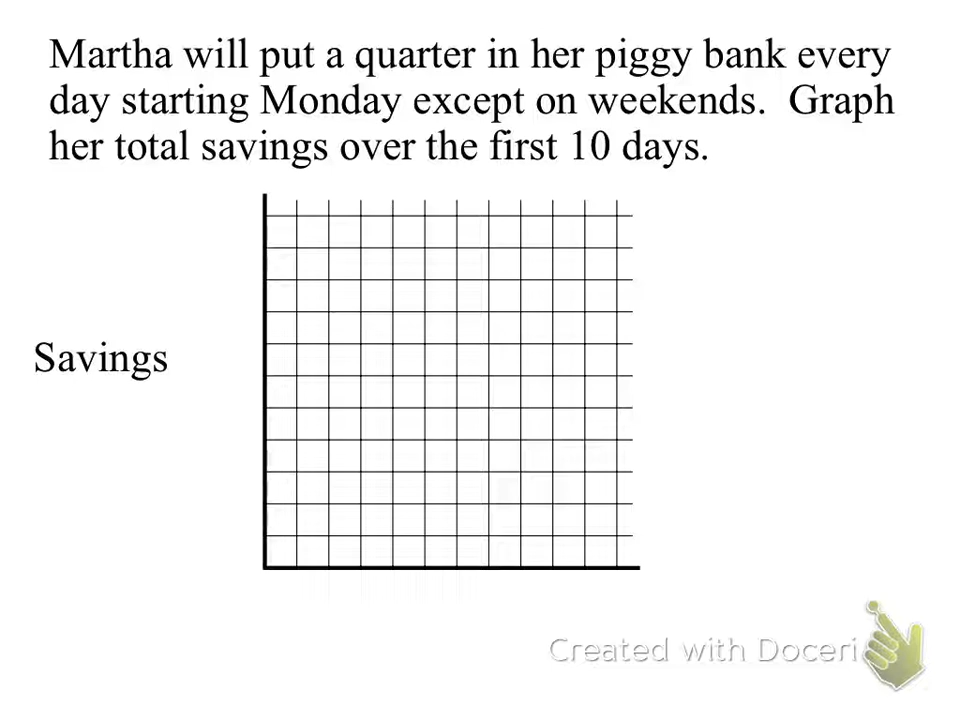 Martha will put a quarter in her piggy bank every
day starting Monday except on weekends.  Graph
her total savings over the first 10 days.
Savings
Created with Doceri